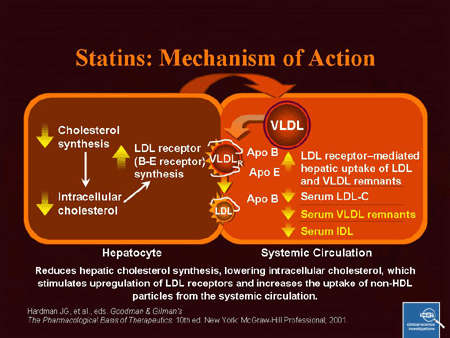 Statins: Mechanism of Action
Cholesterol
synthesis
LDL receptor
(B-E receptor)
synthesis
Intracellular
cholesterol
VLDL
VLDLR
LDL
Apo B
Apo E
Apo B
LDL receptor–mediated
hepatic uptake of LDL
and VLDL remnants
Serum LDL-C
Serum VLDL remnants
Serum IDL
Hepatocyte
Systemic Circulation
Reduces hepatic cholesterol synthesis, lowering intracellular cholesterol, which
stimulates upregulation of LDL receptors and increases the uptake of non-HDL
particles from the systemic circulation.
Hardman JG, et al., eds. Goodman & Gilman's
The Pharmacological Basis of Therapeutics. 10th ed. New York: McGraw-Hill Professional; 2001.
clinical science
investigations